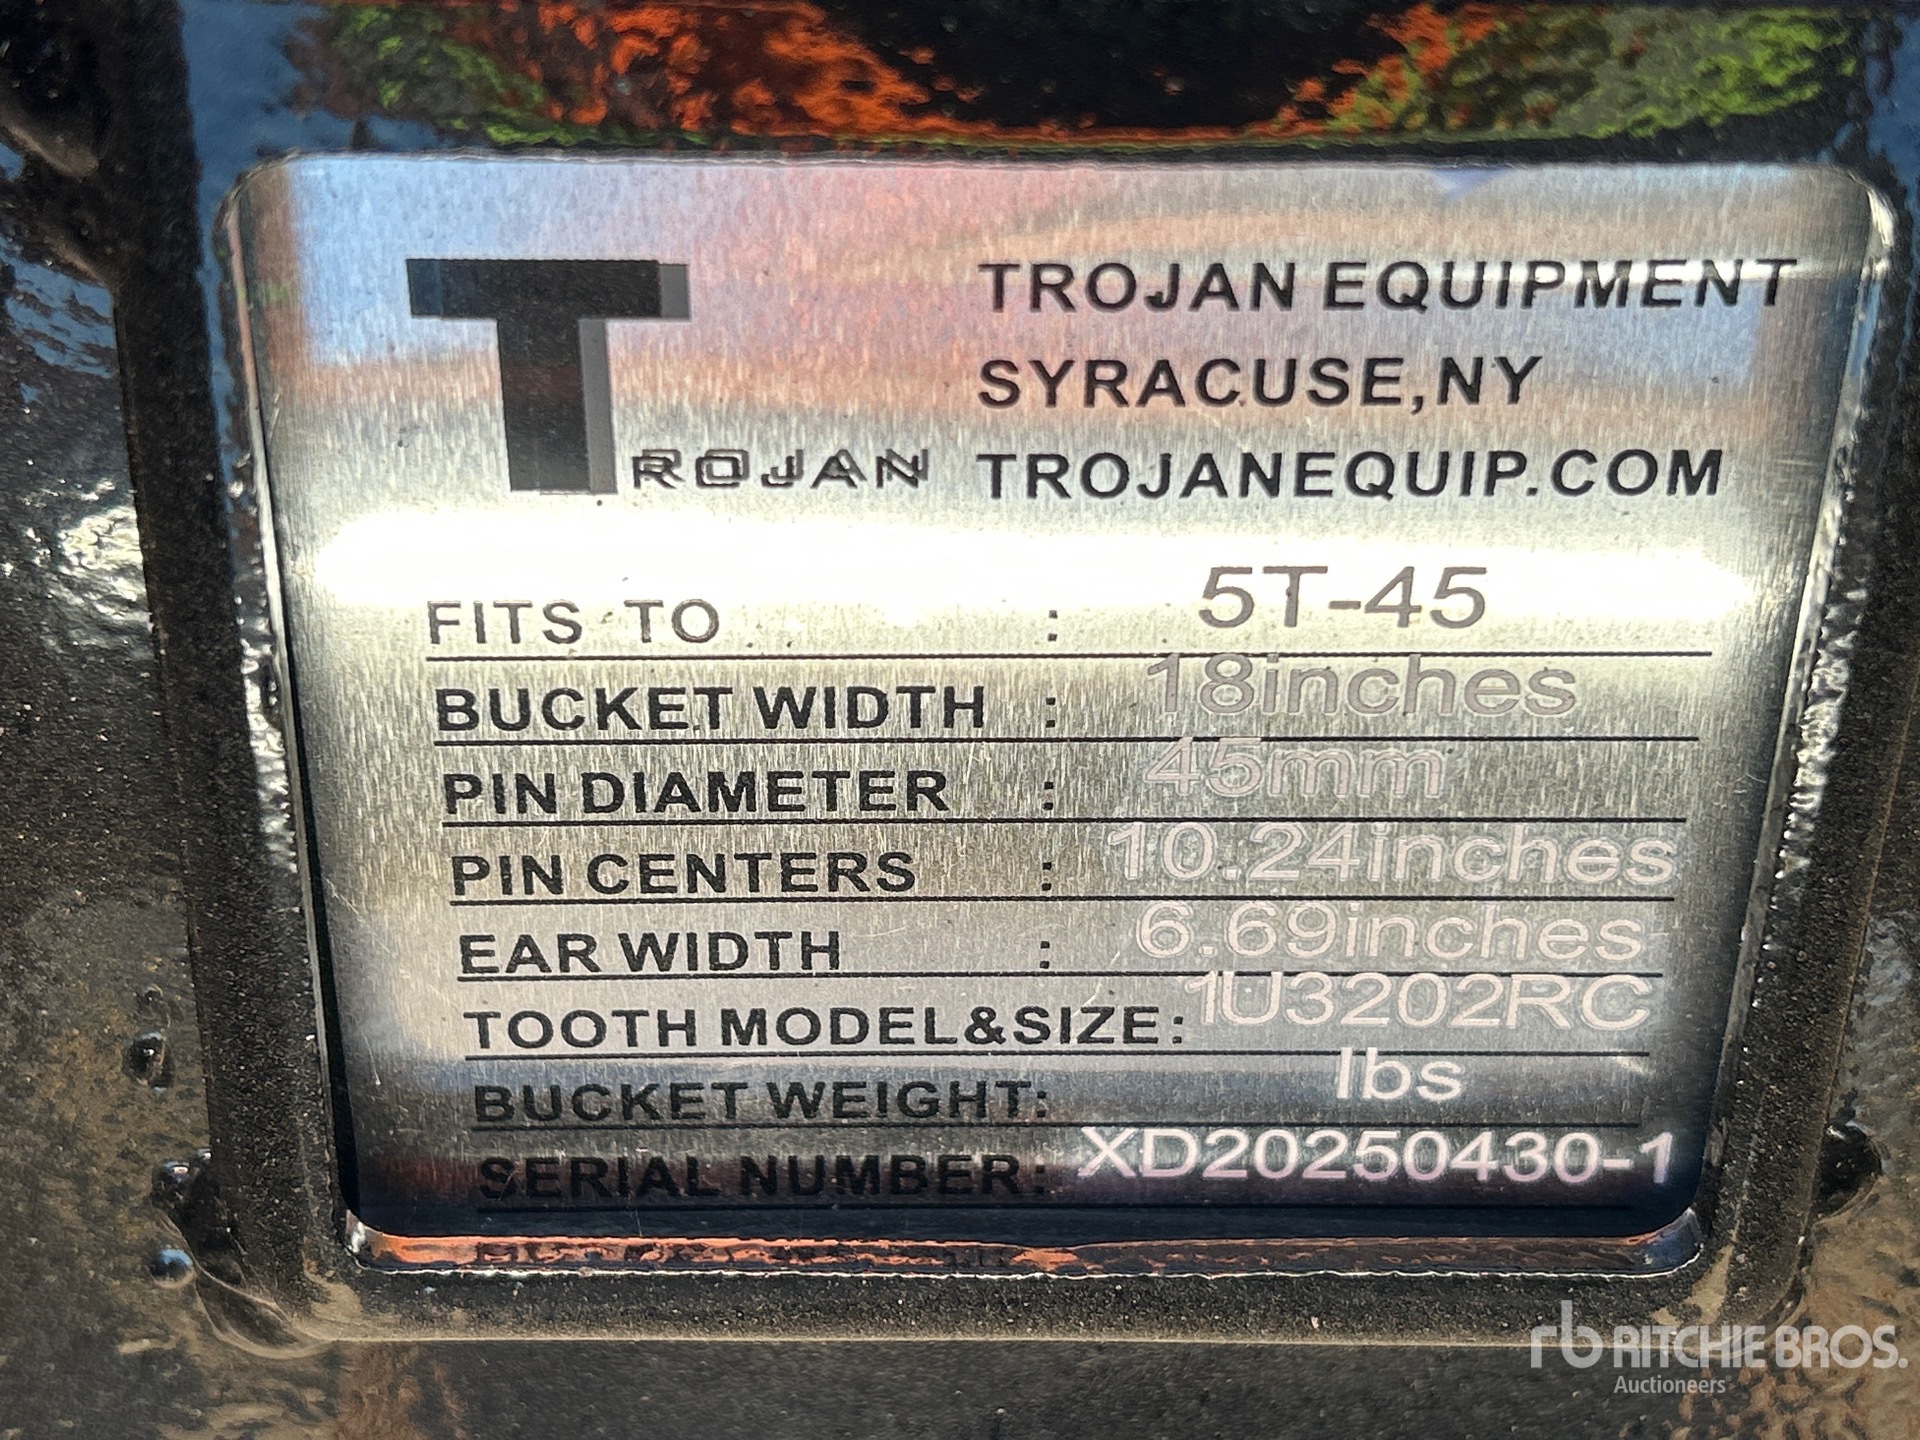 TROJAN
TROJAN EQUIPMENT
SYRACUSE,NY
TROJANEQUIP.COM
FITS TO : 5T-45
BUCKET WIDTH : 18inches
PIN DIAMETER : 45mm
PIN CENTERS : 10.24inches
EAR WIDTH : 6.69inches
TOOTH MODEL&SIZE: 1U3202RC
BUCKET WEIGHT: lbs
SERIAL NUMBER: XD20250430-1
rb RITCHIE BROS.
Auctioneers